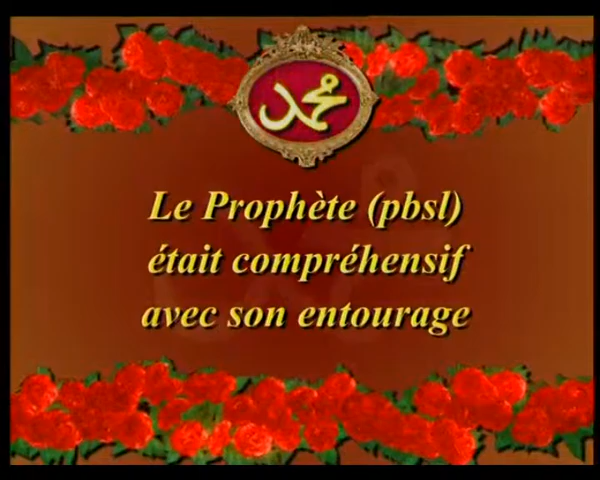 محمد
Le Prophète (pbsl)
était compréhensif
avec son entourage